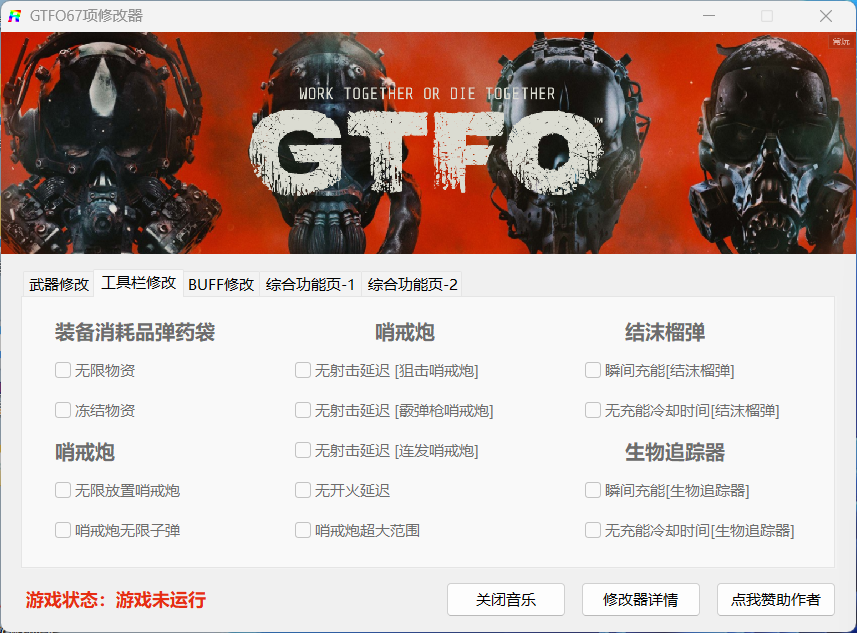 GTFO67项修改器
常玩
WORK TOGETHER OR DIE TOGETHER
GTFO™
武器修改 工具栏修改 BUFF修改 综合功能页-1 综合功能页-2
装备消耗品弹药袋 哨戒炮 结沫榴弹
无限物资 无射击延迟 [狙击哨戒炮] 瞬间充能[结沫榴弹]
冻结物资 无射击延迟 [霰弹枪哨戒炮] 无充能冷却时间[结沫榴弹]
哨戒炮 无射击延迟 [连发哨戒炮] 生物追踪器
无限放置哨戒炮 无开火延迟 瞬间充能[生物追踪器]
哨戒炮无限子弹 哨戒炮超大范围 无充能冷却时间[生物追踪器]
游戏状态：游戏未运行 关闭音乐 修改器详情 点我赞助作者